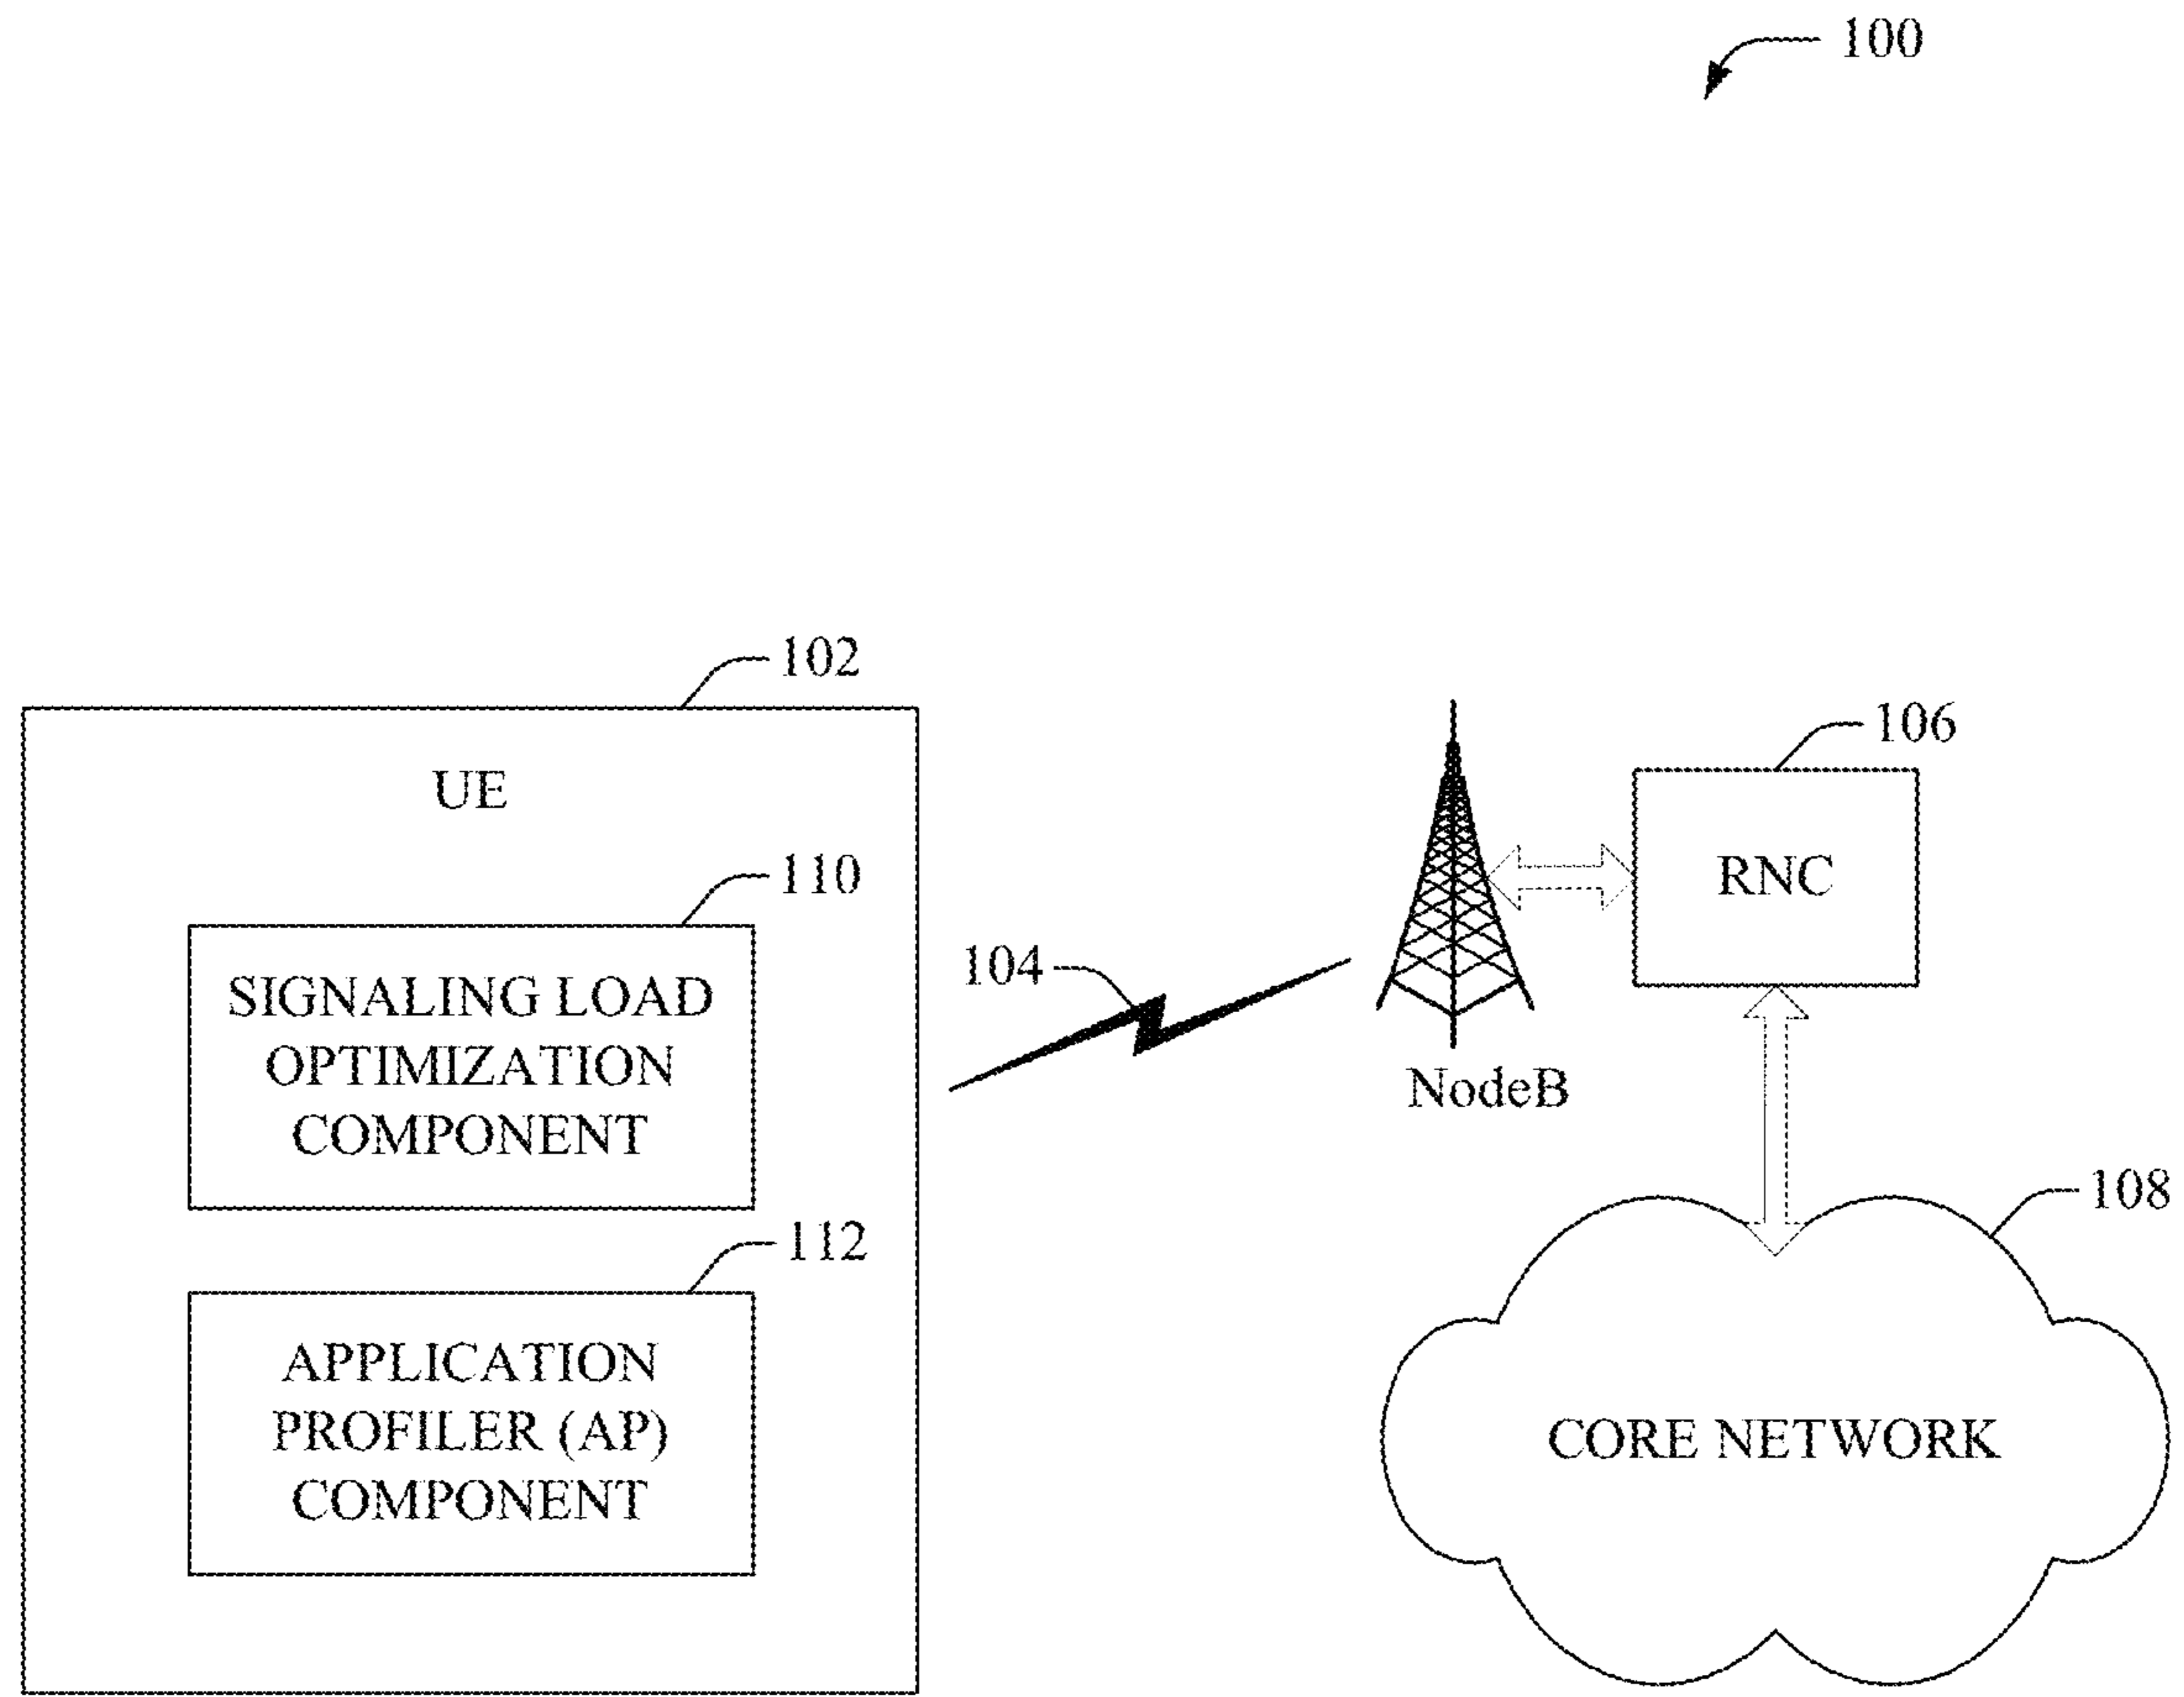 100
102
UE
110
SIGNALING LOAD
OPTIMIZATION
COMPONENT
112
APPLICATION
PROFILER (AP)
COMPONENT
104
NodeB
106
RNC
108
CORE NETWORK